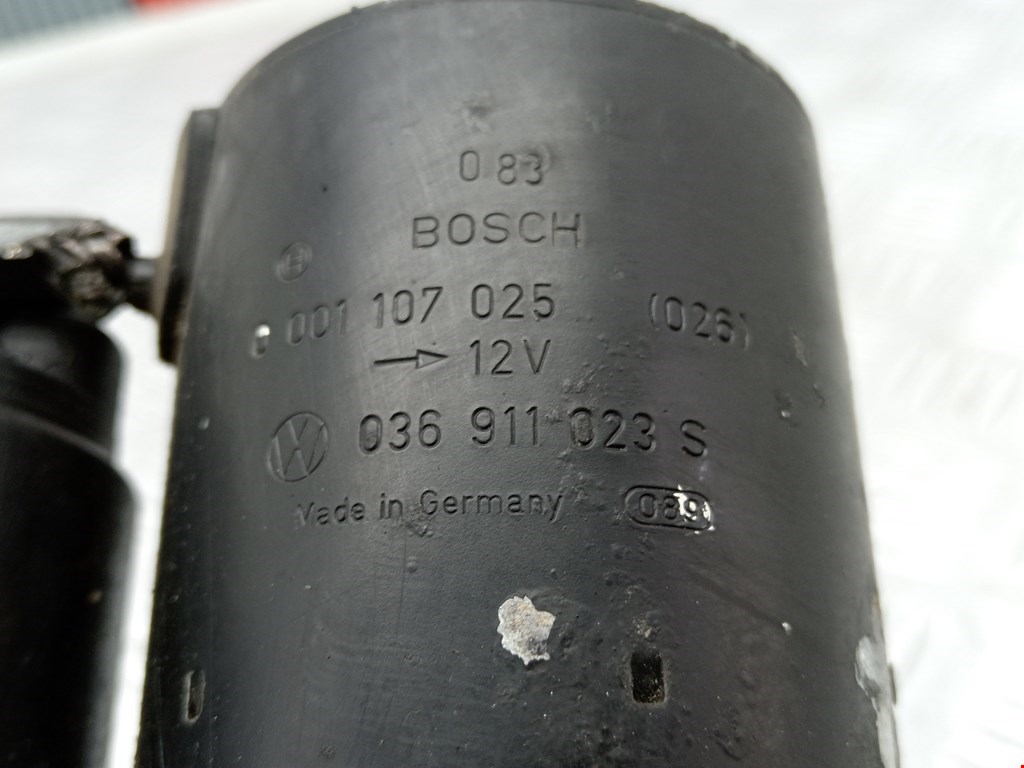 0 83
BOSCH
0 001 107 025 (026)
12V
036 911 023 S
Made in Germany 089